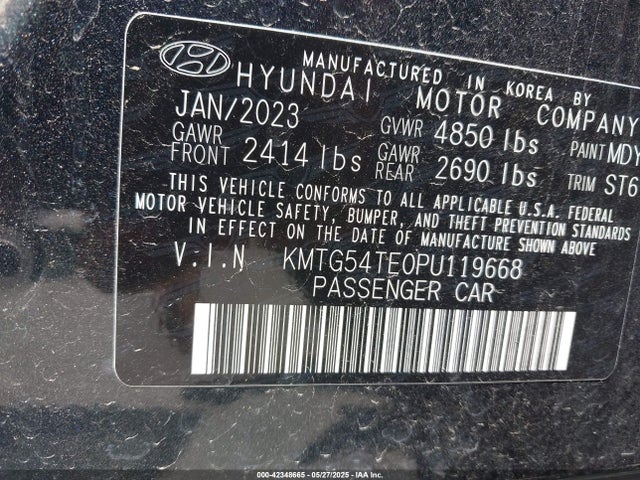 MANUFACTURED IN KOREA BY
HYUNDAI MOTOR COMPANY
JAN/2023 GVWR 4850 lbs PAINT MDY
GAWR FRONT 2414 lbs GAWR REAR 2690 lbs TRIM ST6
THIS VEHICLE CONFORMS TO ALL APPLICABLE U.S.A. FEDERAL
MOTOR VEHICLE SAFETY, BUMPER, AND THEFT PREVENTION STANDARDS
IN EFFECT ON THE DATE OF MANUFACTURE SHOWN ABOVE
V.I.N KMTG54TE0PU119668
PASSENGER CAR
000-42348665 - 05/27/2025 - IAA Inc.